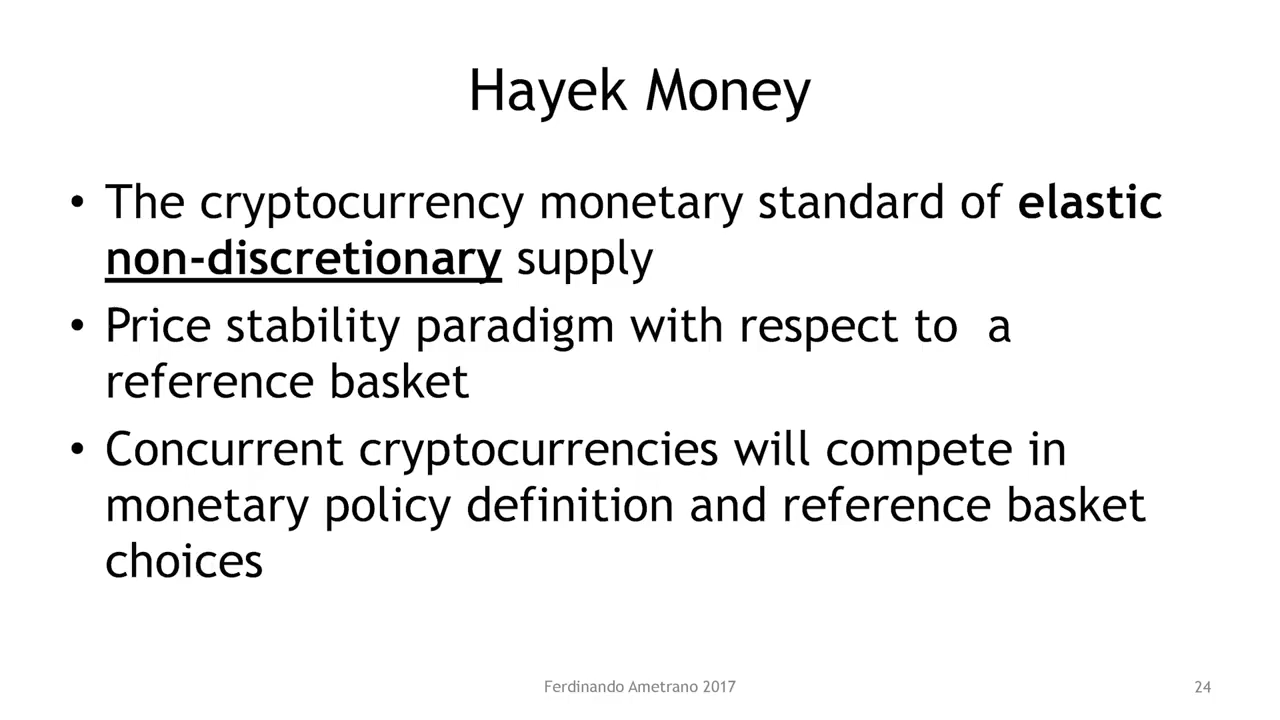 Hayek Money
• The cryptocurrency monetary standard of elastic
non-discretionary supply
• Price stability paradigm with respect to  a
reference basket
• Concurrent cryptocurrencies will compete in
monetary policy definition and reference basket
choices
Ferdinando Ametrano 2017
24